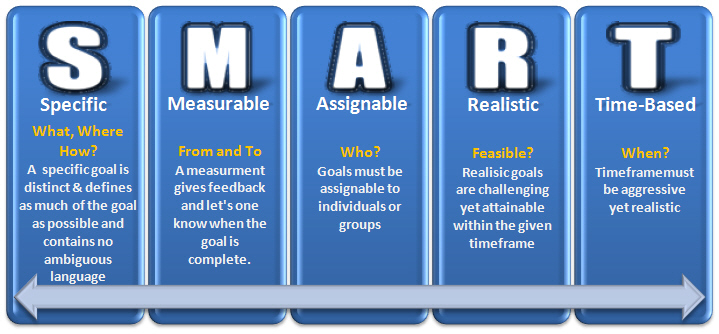 S
Specific
What, Where
How?
A specific goal is
distinct & defines
as much of the goal
as possible and
contains no
ambiguous
language
M
Measurable
From and To
A measurment
gives feedback
and let's one
know when the
goal is
complete.
A
Assignable
Who?
Goals must be
assignable to
individuals or
groups
R
Realistic
Feasible?
Realisic goals
are challenging
yet attainable
within the given
timeframe
T
Time-Based
When?
Timeframemust
be aggressive
yet realistic